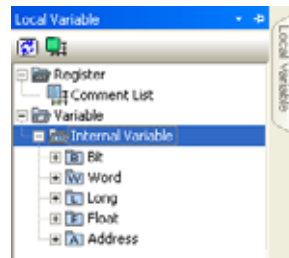 Local Variable
Register
Comment List
Variable
Internal Variable
Bit
Word
Long
Float
Address
Local Variable